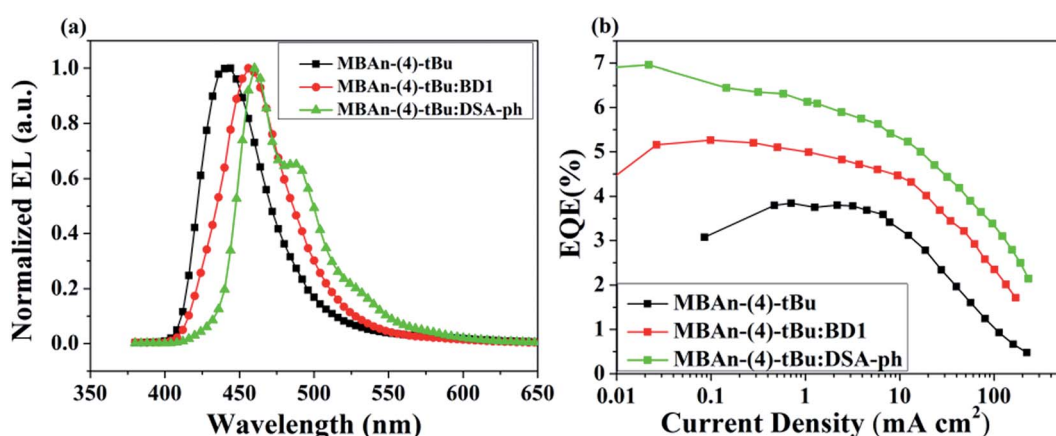 (a)
Normalized EL (a.u.)
1.0
0.8
0.6
0.4
0.2
0.0
MBAn-(4)-tBu
MBAn-(4)-tBu:BD1
MBAn-(4)-tBu:DSA-ph
350 400 450 500 550 600 650
Wavelength (nm)
(b)
EQE(%)
7
6
5
4
3
2
1
0
MBAn-(4)-tBu
MBAn-(4)-tBu:BD1
MBAn-(4)-tBu:DSA-ph
0.01 0.1 1 10 100
Current Density (mA cm²)